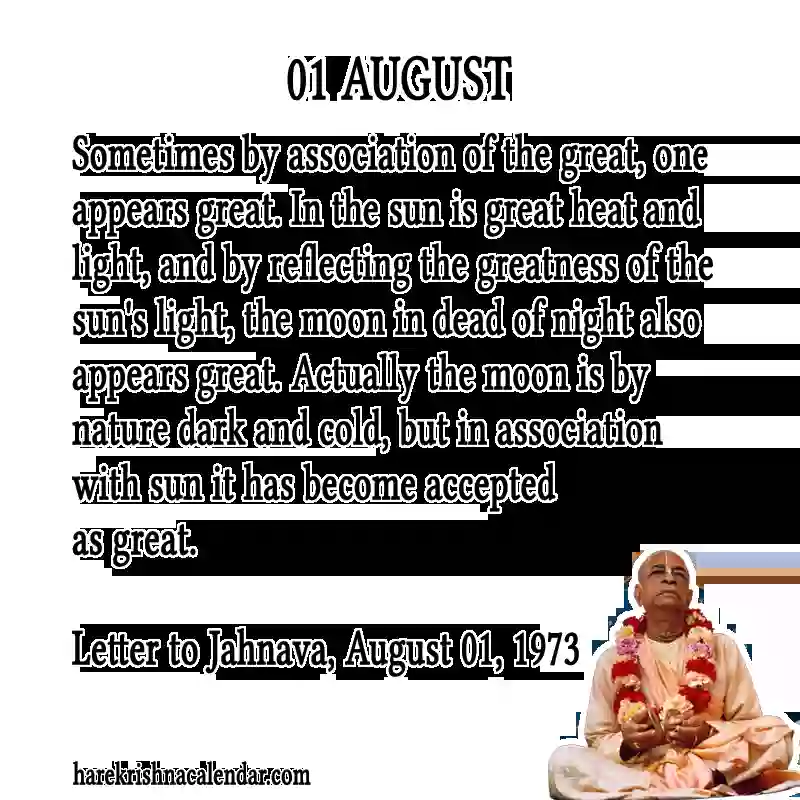 01 AUGUST
Sometimes by association of the great, one
appears great. In the sun is great heat and
light, and by reflecting the greatness of the
sun's light, the moon in dead of night also
appears great. Actually the moon is by
nature dark and cold, but in association
with sun it has become accepted
as great.
Letter to Jahnava, August 01, 1973
harekrishnacalendar.com